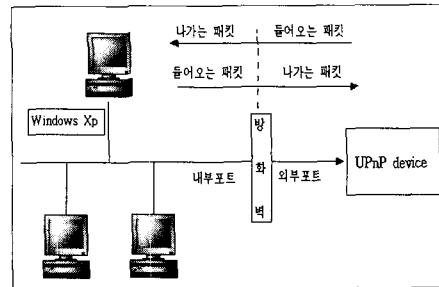 나가는 패킷 들어오는 패킷
들어오는 패킷 나가는 패킷
Windows Xp
방화벽
내부포트 외부포트
UPnP device